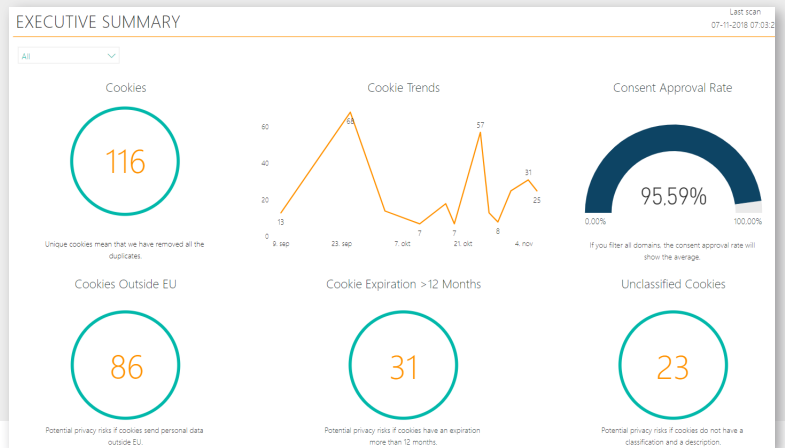 EXECUTIVE SUMMARY
Last scan
07-11-2018 07:03:2
All
Cookies
116
Unique cookies mean that we have removed all the
duplicates.
Cookie Trends
60
40
20
0
13
68
7
7
57
8
31
25
9. sep
23. sep
7. okt
21. okt
4. nov
Consent Approval Rate
95.59%
0.00%
100.00%
If you filter all domains, the consent approval rate will
show the average.
Cookies Outside EU
86
Potential privacy risks if cookies send personal data
outside EU.
Cookie Expiration >12 Months
31
Potential privacy risks if cookies have an expiration
more than 12 months.
Unclassified Cookies
23
Potential privacy risks if cookies do not have a
classification and a description.